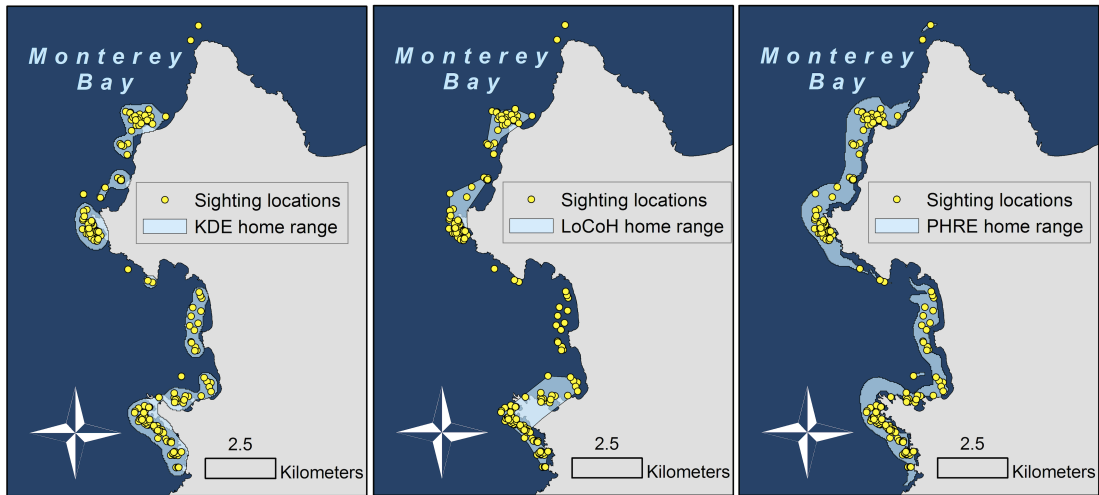 Monterey
Bay
Sighting locations
KDE home range
2.5
Kilometers
Monterey
Bay
Sighting locations
LoCoH home range
2.5
Kilometers
Monterey
Bay
Sighting locations
PHRE home range
2.5
Kilometers